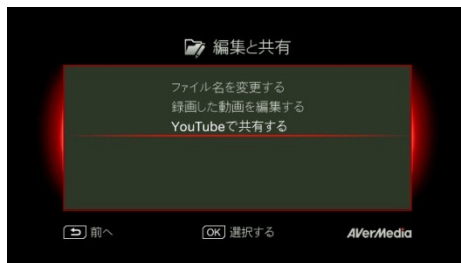 編集と共有
ファイル名を変更する
録画した動画を編集する
YouTubeで共有する
前へ
OK 選択する
AVerMedia